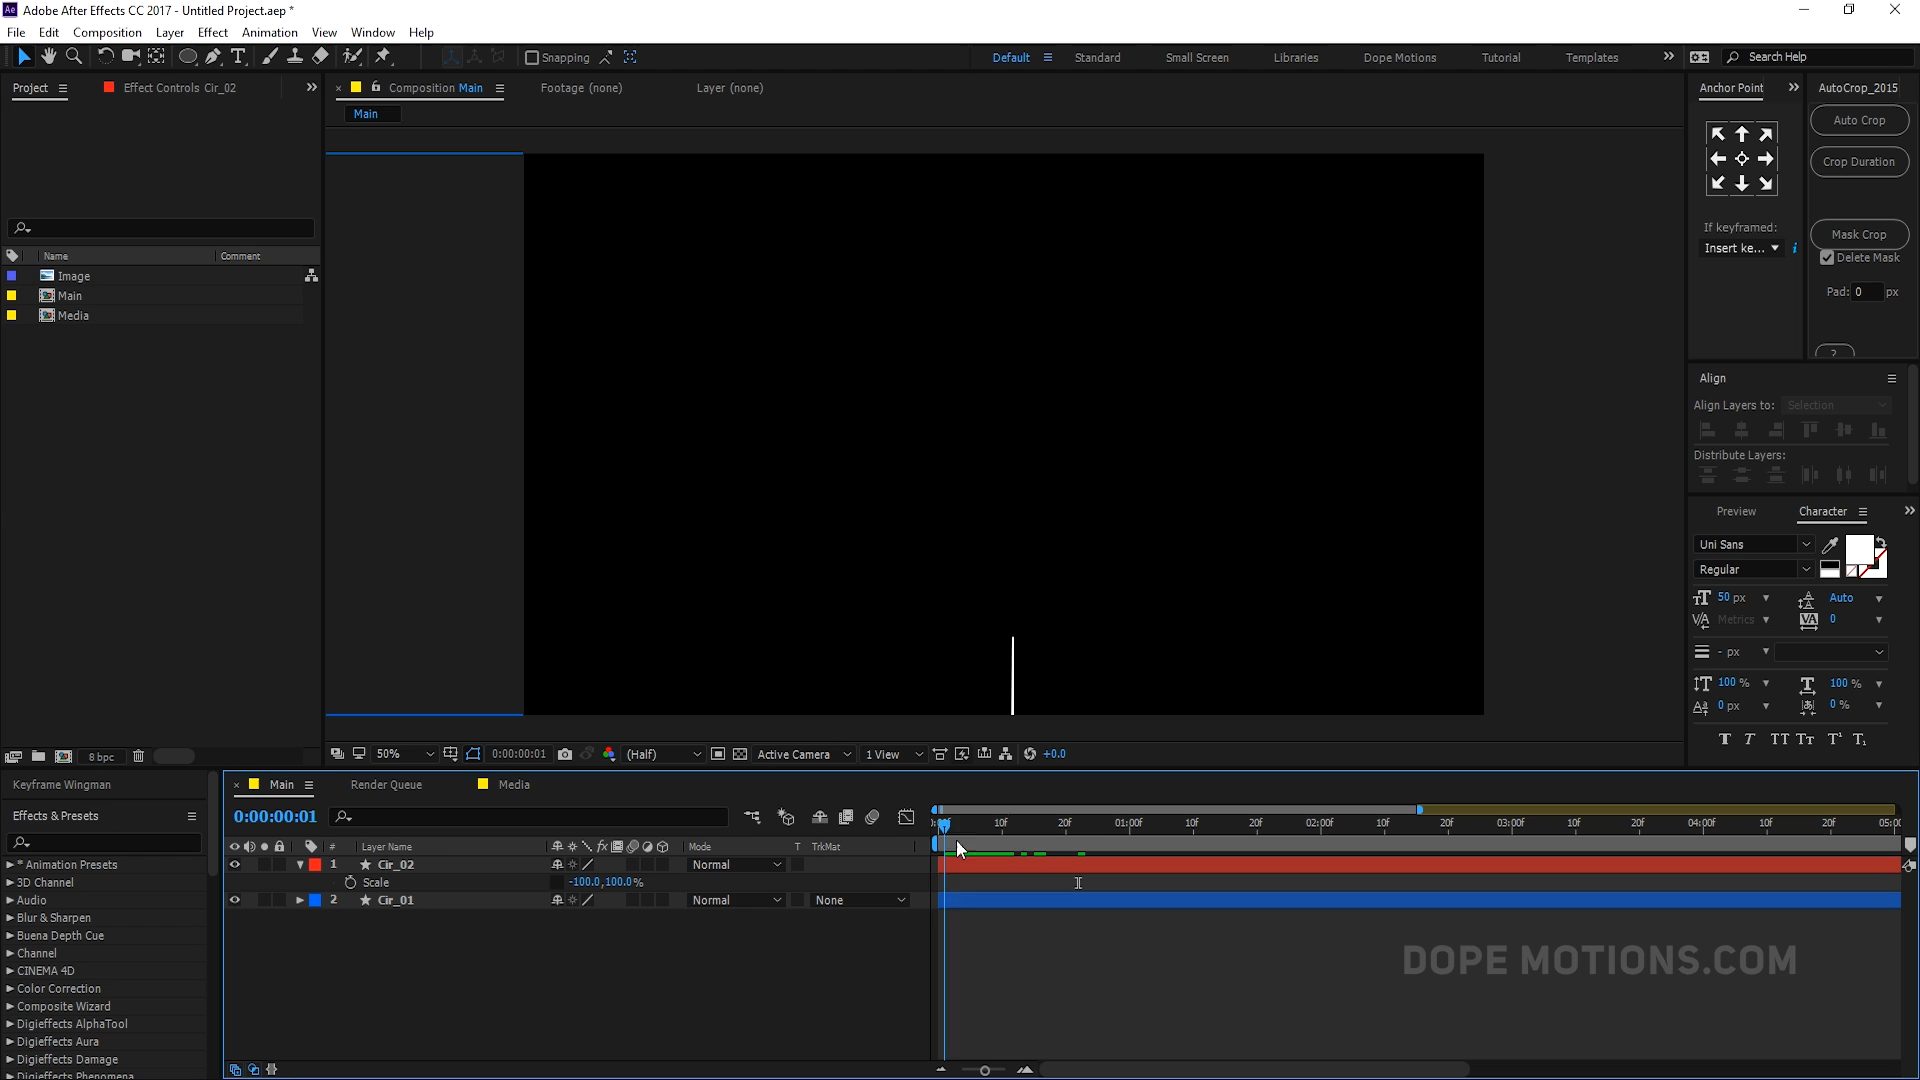 Ae Adobe After Effects CC 2017 - Untitled Project.aep *
File Edit Composition Layer Effect Animation View Window Help
Snapping Default Standard Small Screen Libraries Dope Motions Tutorial Templates Search Help
Project Effect Controls Cir_02 Composition Main Footage (none) Layer (none) Anchor Point AutoCrop_2015
Main
Auto Crop
Crop Duration
If keyframed:
Insert ke...
Mask Crop
Delete Mask
Pad: 0 px
?
Name Comment
Image
Main
Media
Align
Align Layers to: Selection
Distribute Layers:
Preview Character
Uni Sans
Regular
50 px Auto
Metrics 0
- px
100 % 100 %
0 px 0 %
T T TT Tт T¹ T₁
8 bpc 50% 0:00:00:01 (Half) Active Camera 1 View +0.0
Keyframe Wingman Main Render Queue Media
Effects & Presets 0:00:00:01
10f 20f 01:00f 10f 20f 02:00f 10f 20f 03:00f 10f 20f 04:00f 10f 20f
# Layer Name Mode T TrkMat
1 Cir_02 Normal
Scale -100.0,100.0%
2 Cir_01 Normal None
* Animation Presets
3D Channel
Audio
Blur & Sharpen
Buena Depth Cue
Channel
CINEMA 4D
Color Correction
Composite Wizard
Digieffects AlphaTool
Digieffects Aura
Digieffects Damage
Digieffects Phenomena
DOPE MOTIONS.COM